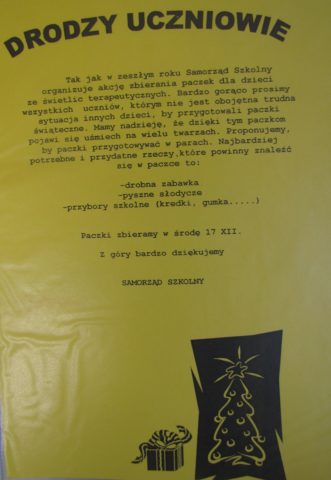 DRODZY UCZNIOWIE
Tak jak w zeszłym roku Samorząd Szkolny
organizuje akcję zbierania paczek dla dzieci
ze świetlic terapeutycznych. Bardzo gorąco prosimy
wszystkich uczniów, którym nie jest obojętna trudna
sytuacja innych dzieci, by przygotowali paczki
świąteczne. Mamy nadzieję, że dzięki tym paczkom
pojawi się uśmiech na wielu twarzach. Proponujemy,
by paczki przygotowywać w parach. Najbardziej
potrzebne i przydatne rzeczy,które powinny znaleźć
się w paczce to:
-drobna zabawka
-pyszne słodycze
-przybory szkolne (kredki, gumka.....)
Paczki zbieramy w środę 17 XII.
Z góry bardzo dziękujemy
SAMORZĄD SZKOLNY